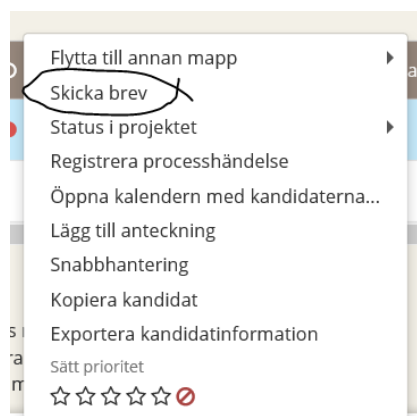 Flytta till annan mapp
Skicka brev
Status i projektet
Registrera processhändelse
Öppna kalendern med kandidaterna...
Lägg till anteckning
Snabbhantering
Kopiera kandidat
Exportera kandidatinformation
Sätt prioritet